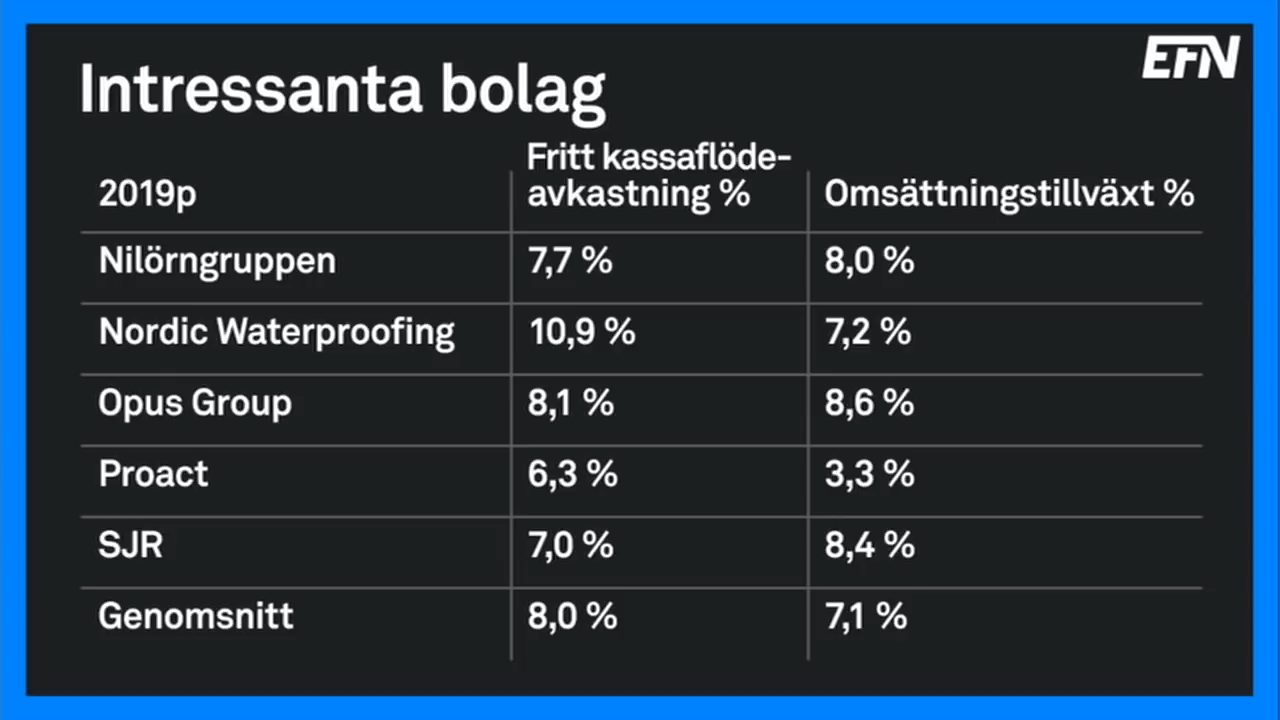 EFN
Intressanta bolag
2019p Fritt kassaflöde- Omsättningstillväxt %
avkastning %
Nilörngruppen 7,7 % 8,0 %
Nordic Waterproofing 10,9 % 7,2 %
Opus Group 8,1 % 8,6 %
Proact 6,3 % 3,3 %
SJR 7,0 % 8,4 %
Genomsnitt 8,0 % 7,1 %